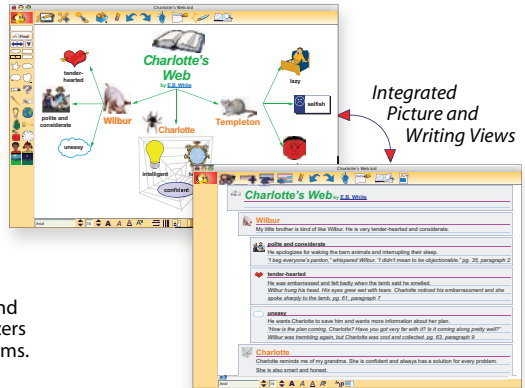 Charlotte's Web.kid
Find
Charlotte's
Web
by E.B. White
tender-
hearted
polite and
considerate
uneasy
Wilbur
Charlotte
Templeton
lazy
selfish
intelligent
confident
Integrated
Picture and
Writing Views
Charlotte's Web.kid
Charlotte's Web by E.B. White
Wilbur
My little brother is kind of like Wilbur. He is very tender-hearted and considerate.
polite and considerate
He apologizes for waking the barn animals and interrupting their sleep.
"I beg everyone's pardon," whispered Wilbur. "I didn't mean to be objectionable." pg. 35, paragraph 2
tender-hearted
He was embarrassed and felt badly when the lamb said he smelled.
Wilbur hung his head. His eyes grew wet with tears. Charlotte noticed his embarrassment and she
spoke sharply to the lamb. pg. 61, paragraph 7
uneasy
He wants Charlotte to save him and wants more information about her plan.
"How is the plan coming, Charlotte? Have you got very far with it? Is it coming along pretty well?"
Wilbur was trembling again, but Charlotte was cool and collected. pg. 63, paragraph 9
Charlotte
Charlotte reminds me of my grandma. She is confident and always has a solution for every problem.
She is also smart and honest.